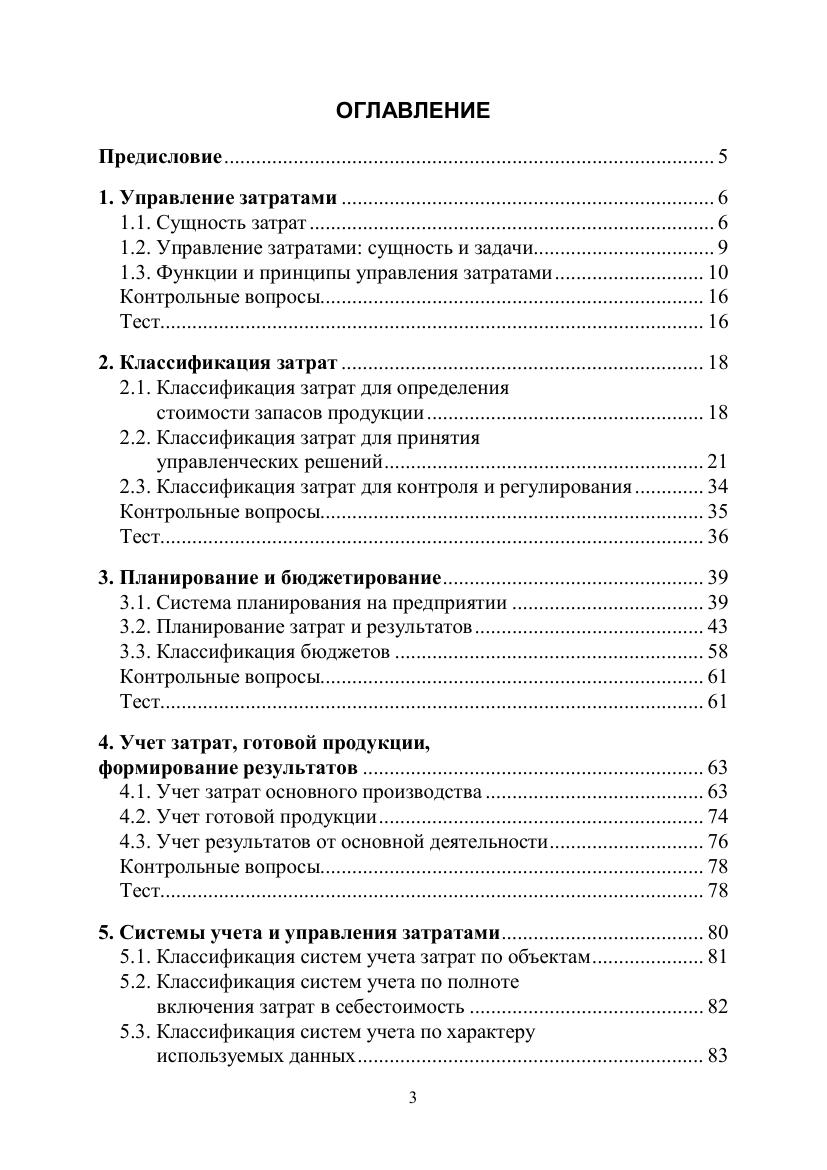 ОГЛАВЛЕНИЕ
Предисловие............................................................................................. 5
1. Управление затратами ...................................................................... 6
1.1. Сущность затрат ............................................................................ 6
1.2. Управление затратами: сущность и задачи.................................. 9
1.3. Функции и принципы управления затратами............................ 10
Контрольные вопросы........................................................................ 16
Тест....................................................................................................... 16
2. Классификация затрат .................................................................... 18
2.1. Классификация затрат для определения
стоимости запасов продукции .................................................... 18
2.2. Классификация затрат для принятия
управленческих решений............................................................ 21
2.3. Классификация затрат для контроля и регулирования ............. 34
Контрольные вопросы........................................................................ 35
Тест....................................................................................................... 36
3. Планирование и бюджетирование................................................. 39
3.1. Система планирования на предприятии .................................... 39
3.2. Планирование затрат и результатов ........................................... 43
3.3. Классификация бюджетов .......................................................... 58
Контрольные вопросы........................................................................ 61
Тест....................................................................................................... 61
4. Учет затрат, готовой продукции,
формирование результатов ................................................................ 63
4.1. Учет затрат основного производства ......................................... 63
4.2. Учет готовой продукции............................................................. 74
4.3. Учет результатов от основной деятельности............................. 76
Контрольные вопросы........................................................................ 78
Тест....................................................................................................... 78
5. Системы учета и управления затратами...................................... 80
5.1. Классификация систем учета затрат по объектам..................... 81
5.2. Классификация систем учета по полноте
включения затрат в себестоимость ............................................ 82
5.3. Классификация систем учета по характеру
используемых данных ................................................................. 83
3